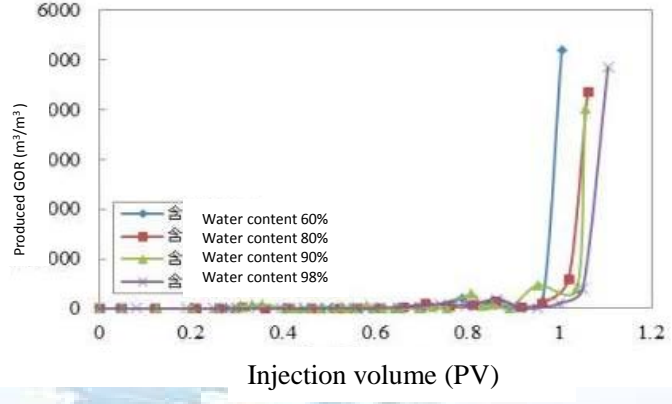 6000
000
000
000
000
000
0
Produced GOR (m³/m³)
含 Water content 60%
含 Water content 80%
含 Water content 90%
含 Water content 98%
0 0.2 0.4 0.6 0.8 1 1.2
Injection volume (PV)